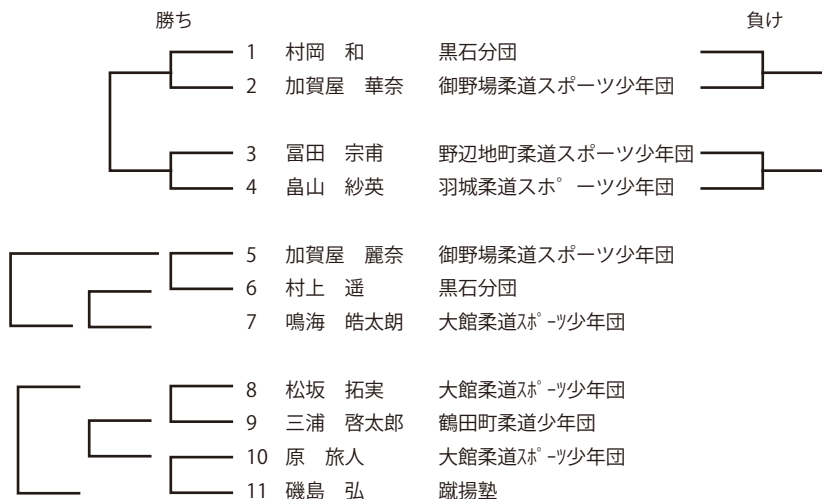 勝ち 負け
1 村岡 和 黒石分団
2 加賀屋 華奈 御野場柔道スポーツ少年団
3 冨田 宗甫 野辺地町柔道スポーツ少年団
4 畠山 紗英 羽城柔道スポーツ少年団
5 加賀屋 麗奈 御野場柔道スポーツ少年団
6 村上 遥 黒石分団
7 鳴海 皓太朗 大館柔道ｽﾎﾟｰﾂ少年団
8 松坂 拓実 大館柔道ｽﾎﾟｰﾂ少年団
9 三浦 啓太郎 鶴田町柔道少年団
10 原 旅人 大館柔道ｽﾎﾟｰﾂ少年団
11 磯島 弘 蹴揚塾